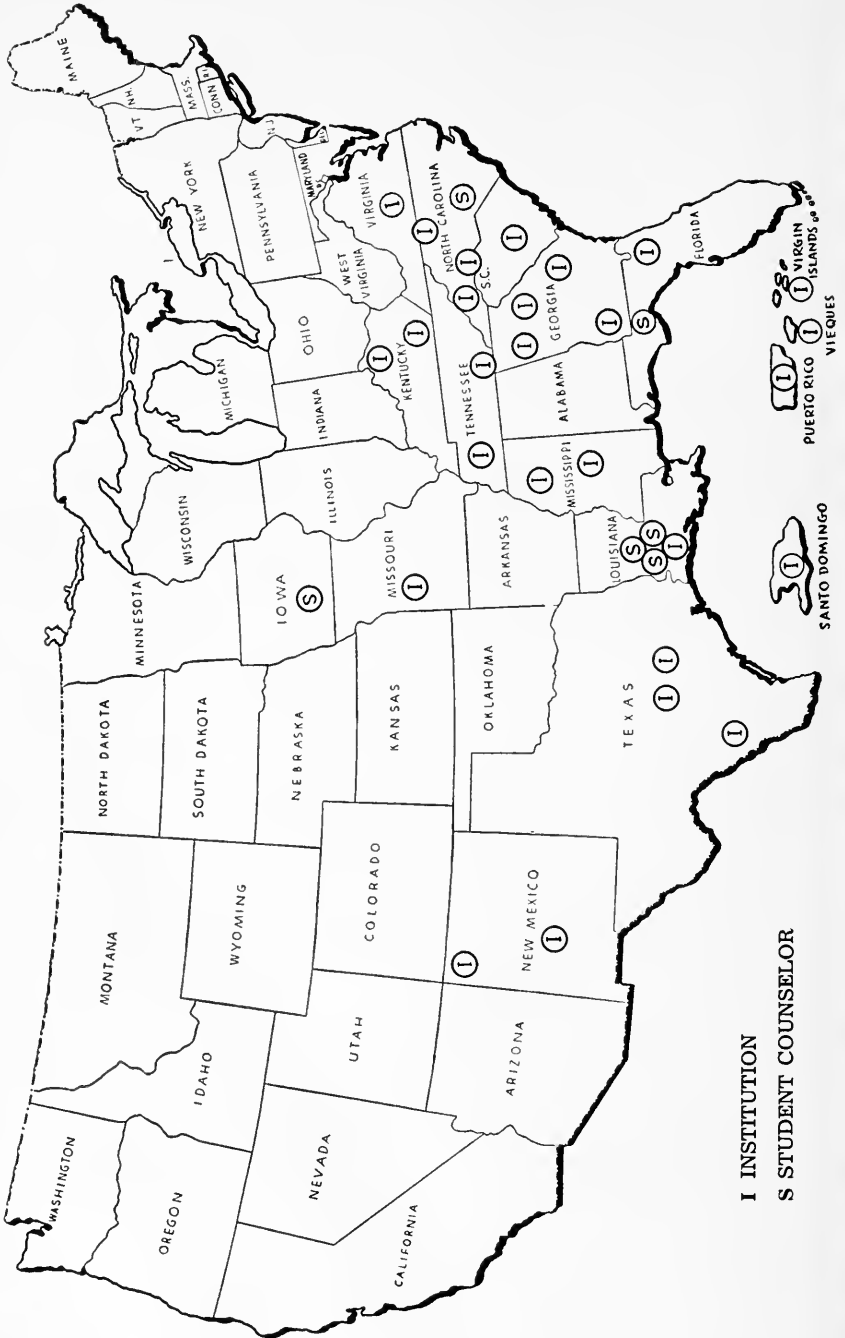 WASHINGTON
OREGON
CALIFORNIA
NEVADA
IDAHO
MONTANA
WYOMING
UTAH
COLORADO
ARIZONA
NEW MEXICO
I
I
NORTH DAKOTA
SOUTH DAKOTA
NEBRASKA
KANSAS
OKLAHOMA
TEXAS
I
I
I
MINNESOTA
IOWA
S
MISSOURI
I
ARKANSAS
LOUISIANA
S
S
S
I
WISCONSIN
ILLINOIS
MICHIGAN
INDIANA
OHIO
KENTUCKY
I
I
TENNESSEE
I
I
MISSISSIPPI
I
I
ALABAMA
GEORGIA
I
I
I
I
FLORIDA
S
I
S.C.
I
NORTH CAROLINA
I
I
I
S
VIRGINIA
I
WEST
VIRGINIA
MARYLAND
PENNSYLVANIA
NJ
NEW YORK
CONN
RI
MASS.
VT
NH.
MAINE
SANTO DOMINGO
I
PUERTO RICO
I
VIEQUES
I
VIRGIN
ISLANDS
I
I INSTITUTION
S STUDENT COUNSELOR